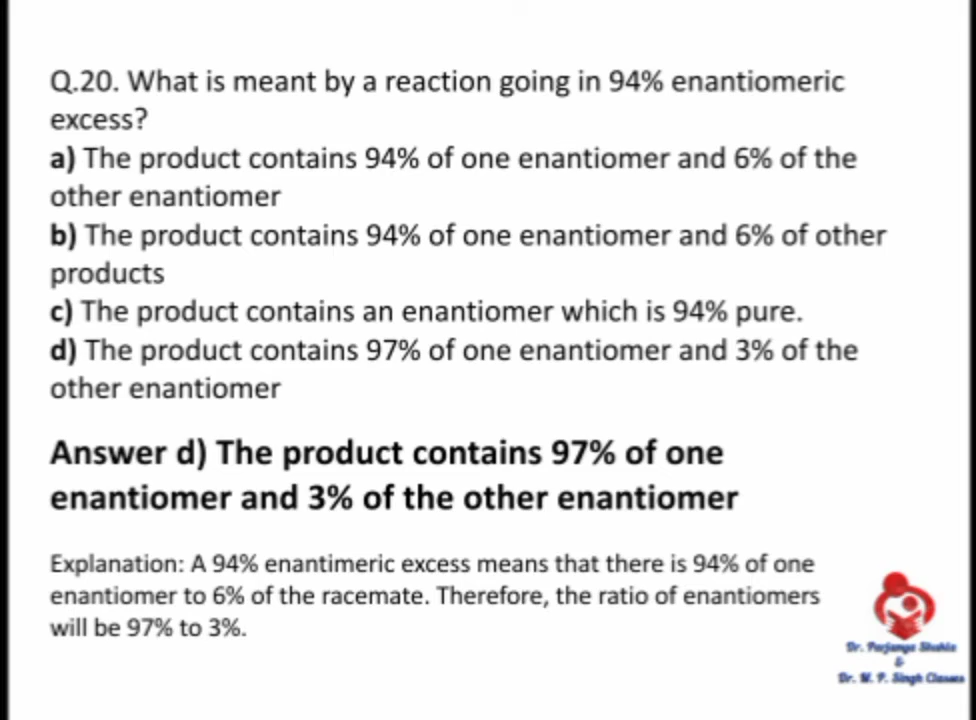 Q.20. What is meant by a reaction going in 94% enantiomeric
excess?
a) The product contains 94% of one enantiomer and 6% of the
other enantiomer
b) The product contains 94% of one enantiomer and 6% of other
products
c) The product contains an enantiomer which is 94% pure.
d) The product contains 97% of one enantiomer and 3% of the
other enantiomer
Answer d) The product contains 97% of one
enantiomer and 3% of the other enantiomer
Explanation: A 94% enantimeric excess means that there is 94% of one
enantiomer to 6% of the racemate. Therefore, the ratio of enantiomers
will be 97% to 3%.
Dr. Parjanya Shukla
&
Dr. M. P. Singh Classes